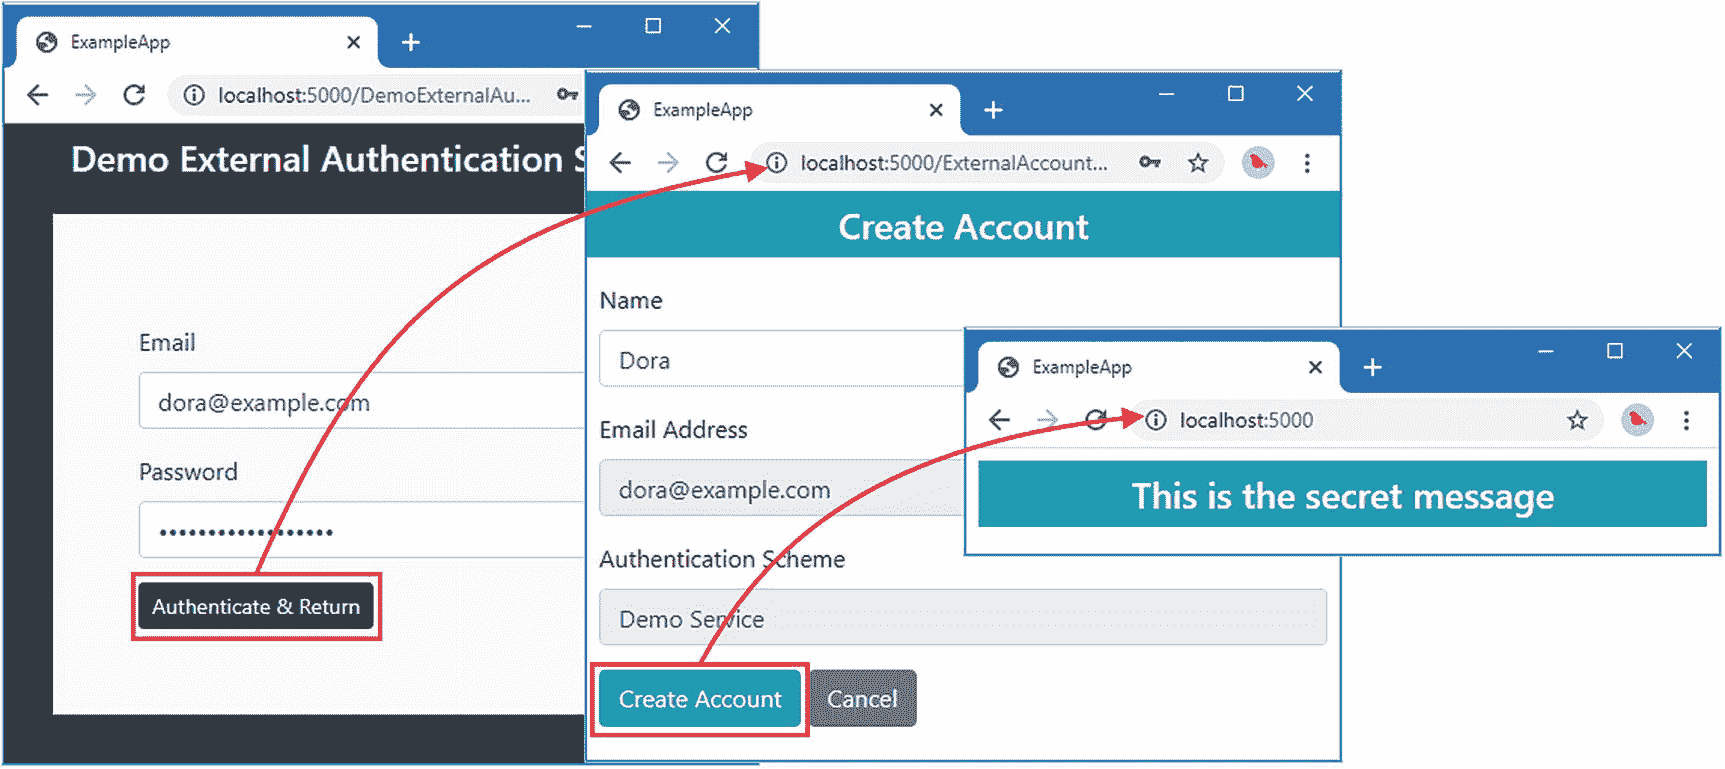 ExampleApp
localhost:5000/DemoExternalAu...
Demo External Authentication
Email
dora@example.com
Password
••••••••••••••••••
Authenticate & Return
ExampleApp
localhost:5000/ExternalAccount...
Create Account
Name
Dora
Email Address
dora@example.com
Authentication Scheme
Demo Service
Create Account
Cancel
ExampleApp
localhost:5000
This is the secret message